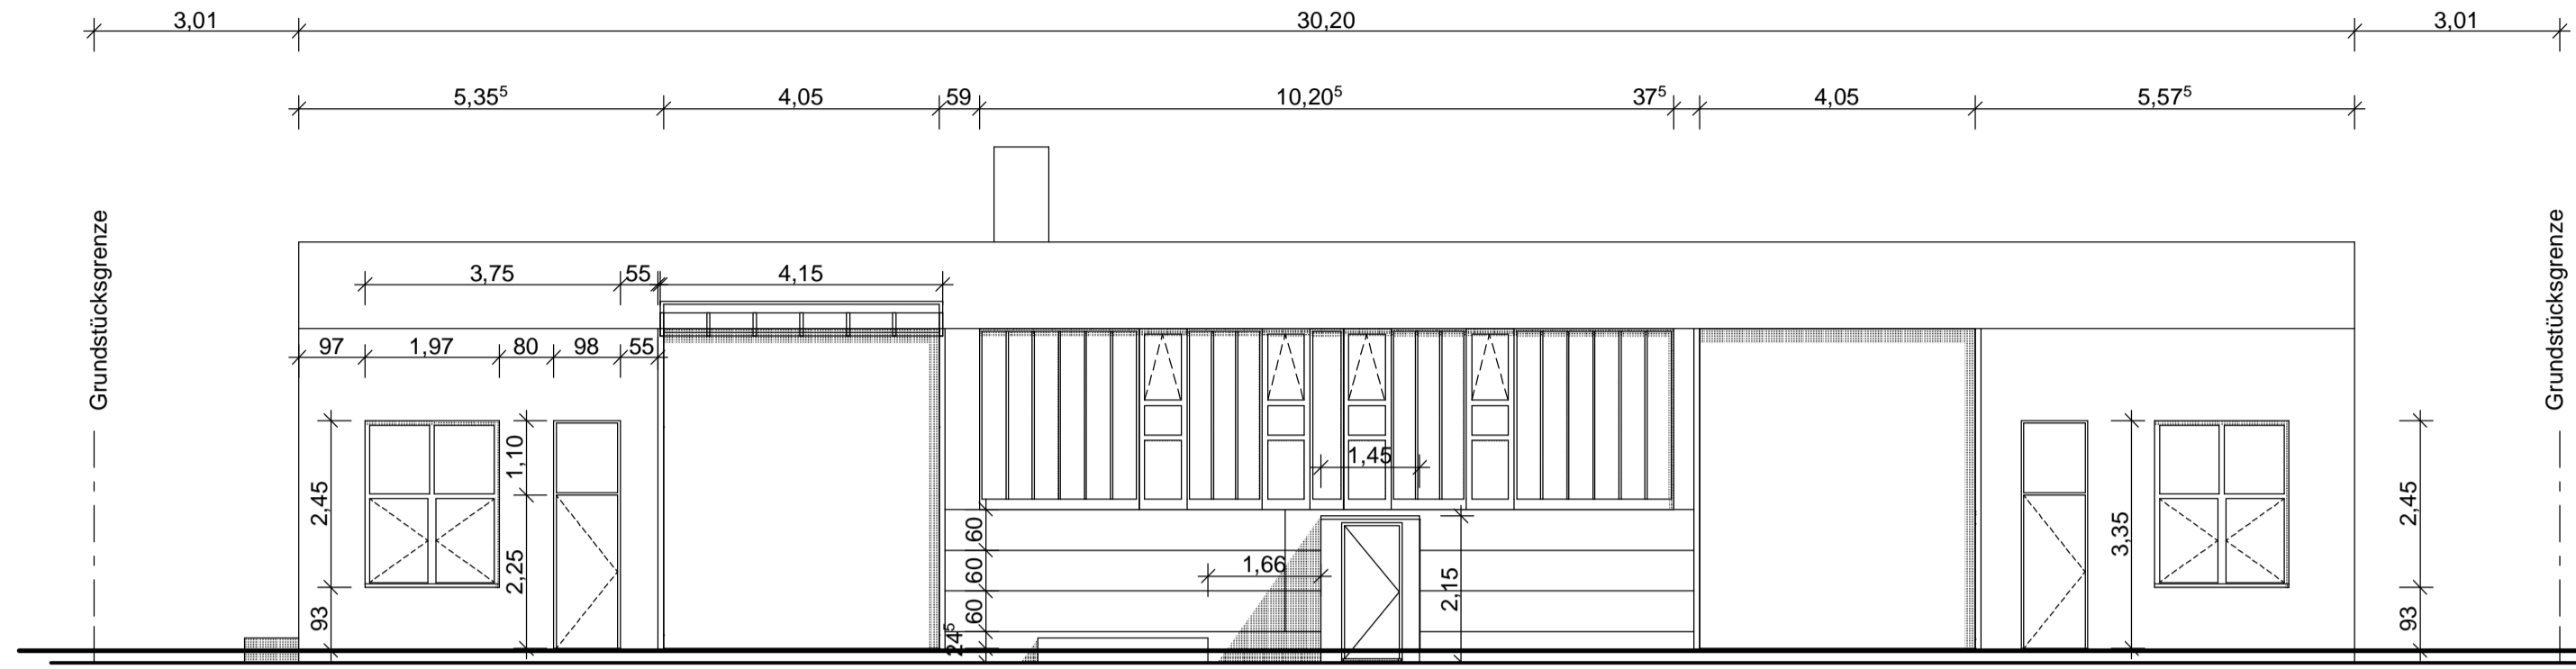 3,01 30,20 3,01
5,35⁵ 4,05 59 10,20⁵ 37⁵ 4,05 5,57⁵
Grundstücksgrenze
Grundstücksgrenze
3,75 55 4,15
97 1,97 80 98 55
2,45
93
1,10
2,25
60
60
60
24⁵
1,45
1,66
2,15
3,35
2,45
93